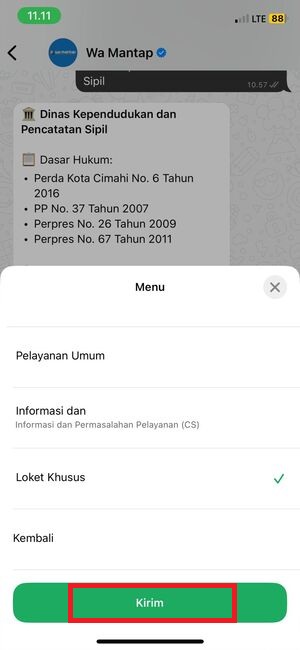 11.11
LTE 88
Wa Mantap
Sipil
10.57
Dinas Kependudukan dan
Pencatatan Sipil
Dasar Hukum:
• Perda Kota Cimahi No. 6 Tahun
2016
• PP No. 37 Tahun 2007
• Perpres No. 26 Tahun 2009
• Perpres No. 67 Tahun 2011
Menu
Pelayanan Umum
Informasi dan
Informasi dan Permasalahan Pelayanan (CS)
Loket Khusus
Kembali
Kirim